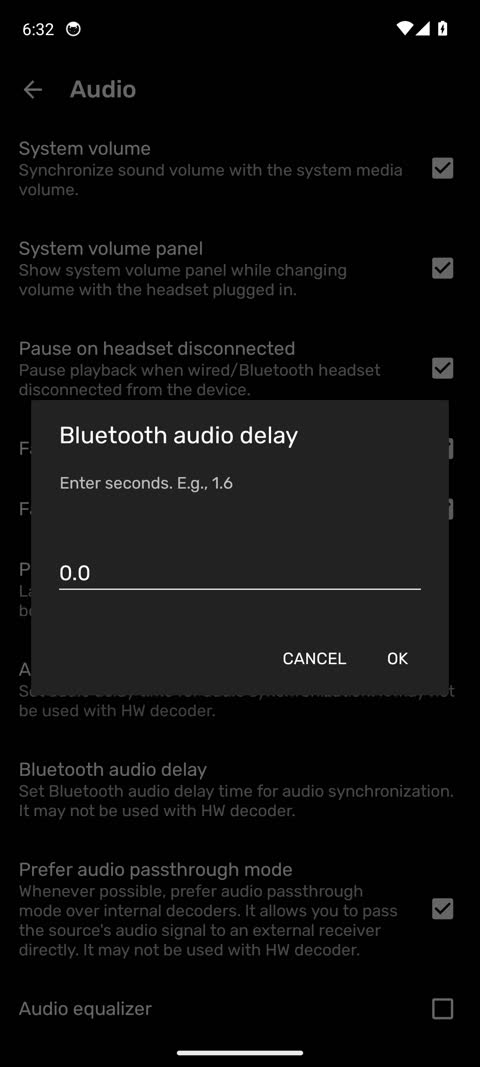 6:32
Audio
System volume
Synchronize sound volume with the system media
volume.
System volume panel
Show system volume panel while changing
volume with the headset plugged in.
Pause on headset disconnected
Pause playback when wired/Bluetooth headset
disconnected from the device.
Bluetooth audio delay
Enter seconds. E.g., 1.6
0.0
CANCEL
OK
be used with HW decoder.
Bluetooth audio delay
Set Bluetooth audio delay time for audio synchronization.
It may not be used with HW decoder.
Prefer audio passthrough mode
Whenever possible, prefer audio passthrough
mode over internal decoders. It allows you to pass
the source's audio signal to an external receiver
directly. It may not be used with HW decoder.
Audio equalizer